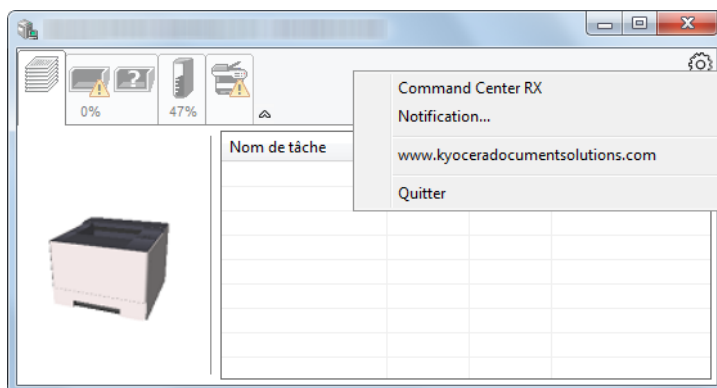 0%
47%
Nom de tâche
Command Center RX
Notification...
www.kyoceradocumentsolutions.com
Quitter